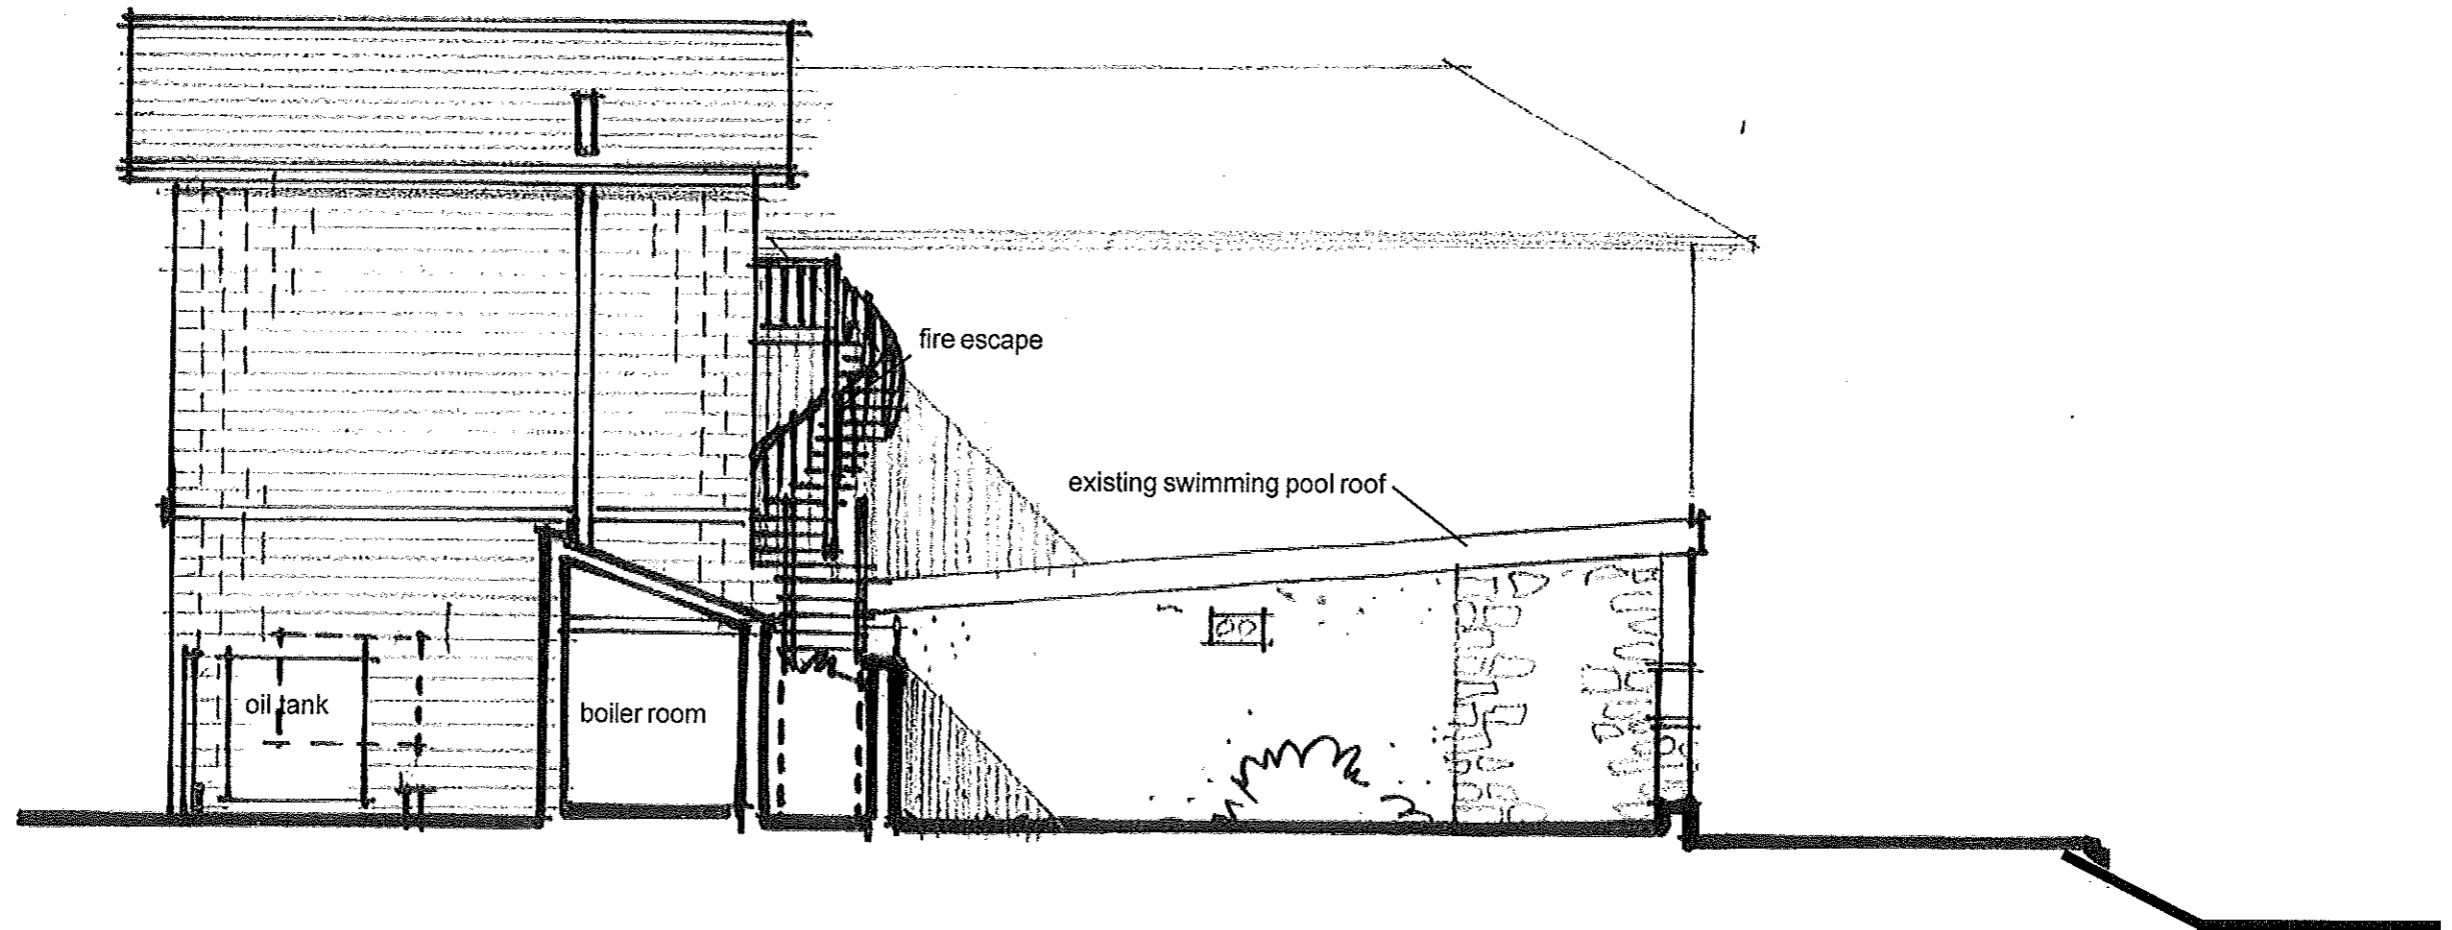 fire escape
existing swimming pool roof
oil tank
boiler room